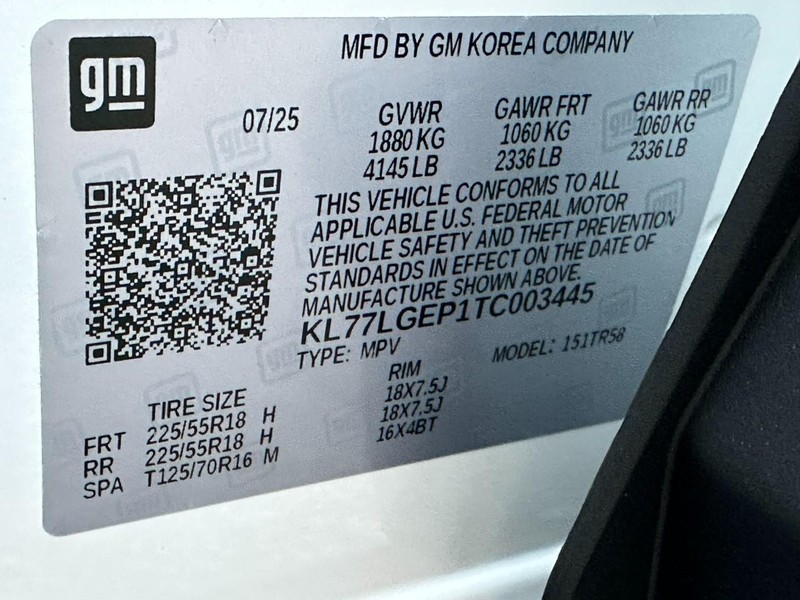 gm
MFD BY GM KOREA COMPANY
07/25 GVWR GAWR FRT GAWR RR
1880 KG 1060 KG 1060 KG
4145 LB 2336 LB 2336 LB
THIS VEHICLE CONFORMS TO ALL
APPLICABLE U.S. FEDERAL MOTOR
VEHICLE SAFETY AND THEFT PREVENTION
STANDARDS IN EFFECT ON THE DATE OF
MANUFACTURE SHOWN ABOVE.
KL77LGEP1TC003445
TYPE: MPV MODEL: 151TR58
TIRE SIZE RIM
FRT 225/55R18 H 18X7.5J
RR 225/55R18 H 18X7.5J
SPA T125/70R16 M 16X4BT